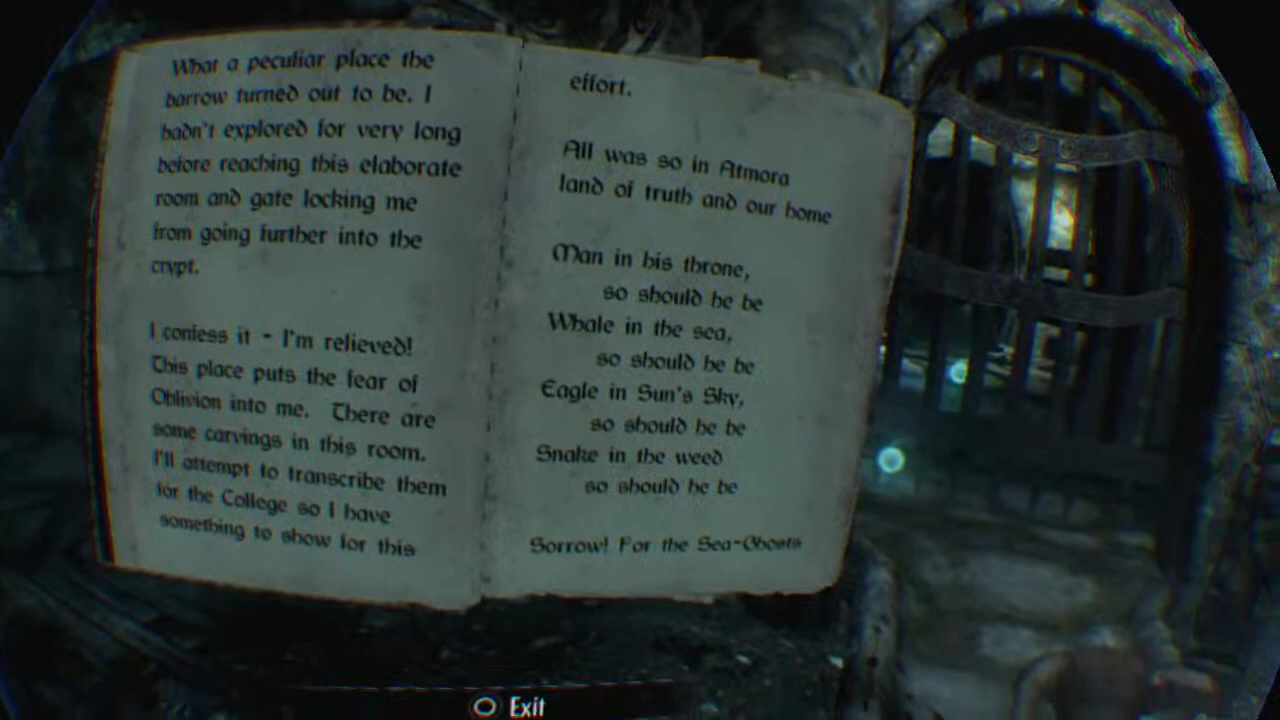 What a peculiar place the
barrow turned out to be. I
hadn't explored for very long
before reaching this elaborate
room and gate locking me
from going further into the
crypt.
I confess it - I'm relieved!
This place puts the fear of
Oblivion into me. There are
some carvings in this room.
I'll attempt to transcribe them
for the College so I have
something to show for this
effort.
All was so in Atmora
land of truth and our home
Man in his throne,
so should he be
Whale in the sea,
so should he be
Eagle in Sun's Sky,
so should he be
Snake in the weed
so should he be
Sorrow! For the Sea-Ghosts
Exit